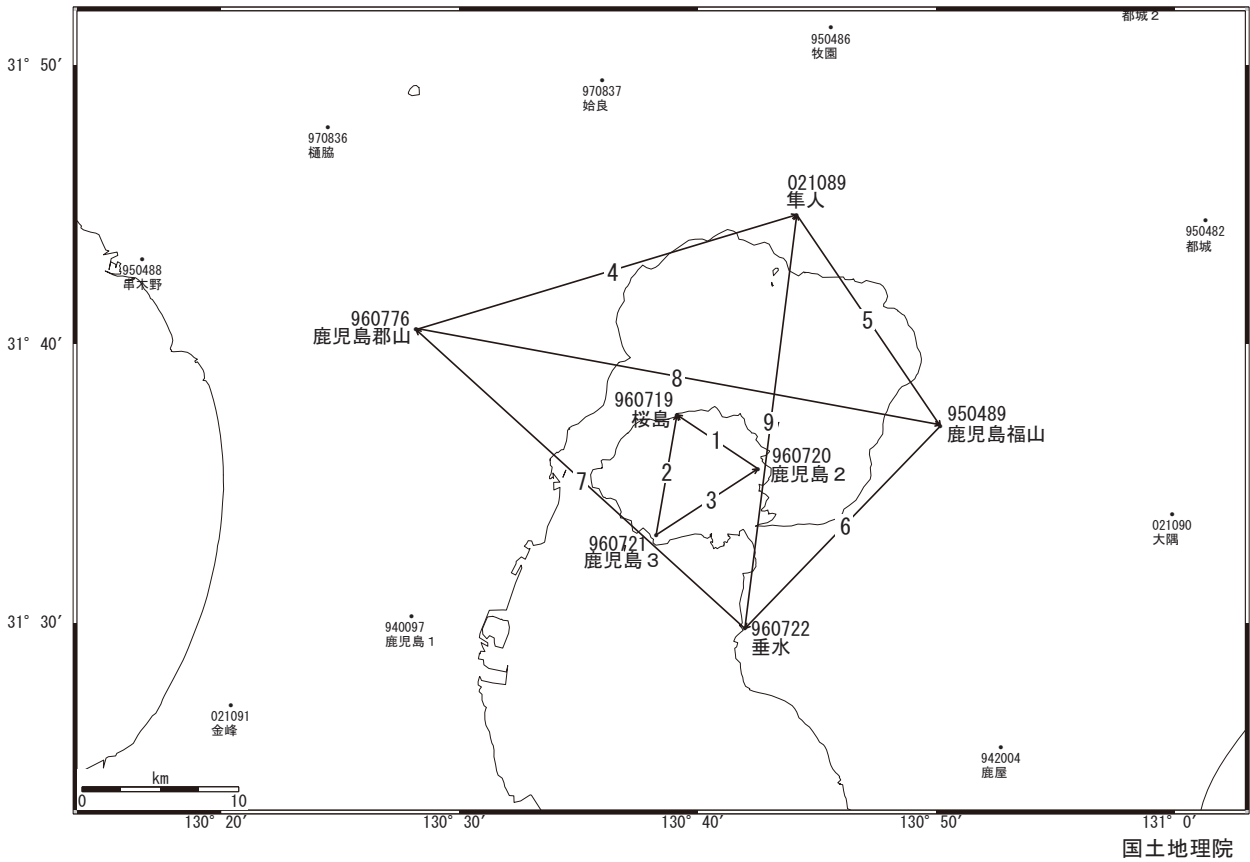 都城２
950486
牧園
31° 50′
970837
姶良
970836
樋脇
021089
隼人
950482
都城
950488
串木野
4
960776
鹿児島郡山
5
31° 40′
8
960719
桜島
950489
鹿児島福山
9
1
960720
鹿児島２
2
7
3
6
021090
大隅
960721
鹿児島３
31° 30′
940097
鹿児島１
960722
垂水
021091
金峰
942004
鹿屋
km
0
10
130° 20′
130° 30′
130° 40′
130° 50′
131° 0′
国土地理院